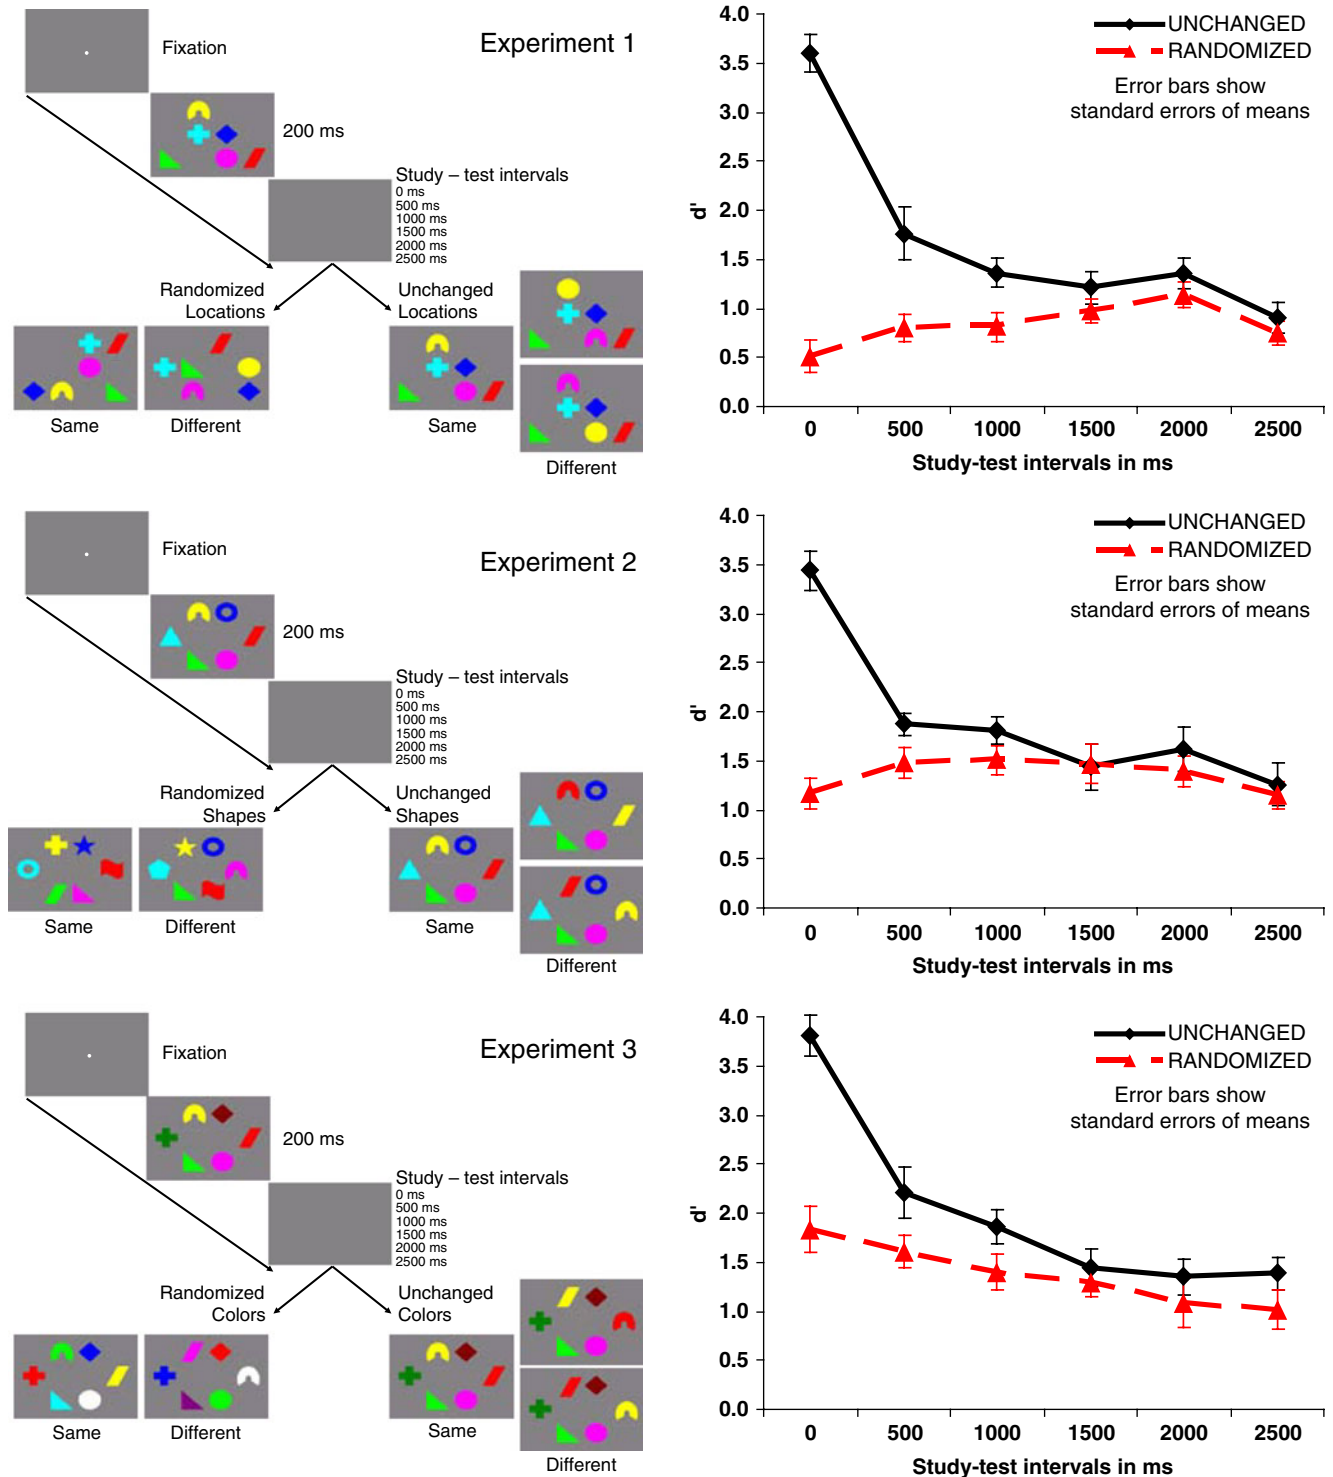 Experiment 1
Fixation
200 ms
Study – test intervals
0 ms
500 ms
1000 ms
1500 ms
2000 ms
2500 ms
Randomized
Locations
Unchanged
Locations
Same
Different
Same
Different
UNCHANGED
RANDOMIZED
Error bars show
standard errors of means
d'
4.0
3.5
3.0
2.5
2.0
1.5
1.0
0.5
0.0
0 500 1000 1500 2000 2500
Study-test intervals in ms
Experiment 2
Fixation
200 ms
Study – test intervals
0 ms
500 ms
1000 ms
1500 ms
2000 ms
2500 ms
Randomized
Shapes
Unchanged
Shapes
Same
Different
Same
Different
UNCHANGED
RANDOMIZED
Error bars show
standard errors of means
d'
4.0
3.5
3.0
2.5
2.0
1.5
1.0
0.5
0.0
0 500 1000 1500 2000 2500
Study-test intervals in ms
Experiment 3
Fixation
200 ms
Study – test intervals
0 ms
500 ms
1000 ms
1500 ms
2000 ms
2500 ms
Randomized
Colors
Unchanged
Colors
Same
Different
Same
Different
UNCHANGED
RANDOMIZED
Error bars show
standard errors of means
d'
4.0
3.5
3.0
2.5
2.0
1.5
1.0
0.5
0.0
0 500 1000 1500 2000 2500
Study-test intervals in ms